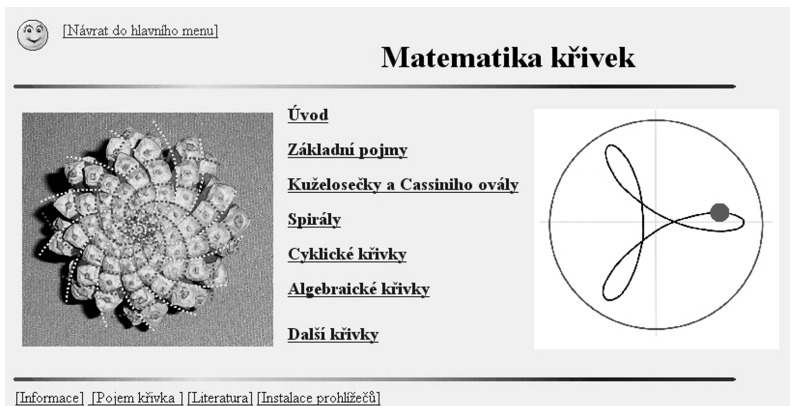 [Návrat do hlavního menu]
Matematika křivek
Úvod
Základní pojmy
Kuželosečky a Cassiniho ovály
Spirály
Cyklické křivky
Algebraické křivky
Další křivky
[Informace] [Pojem křivka ] [Literatura] [Instalace prohlížečů]